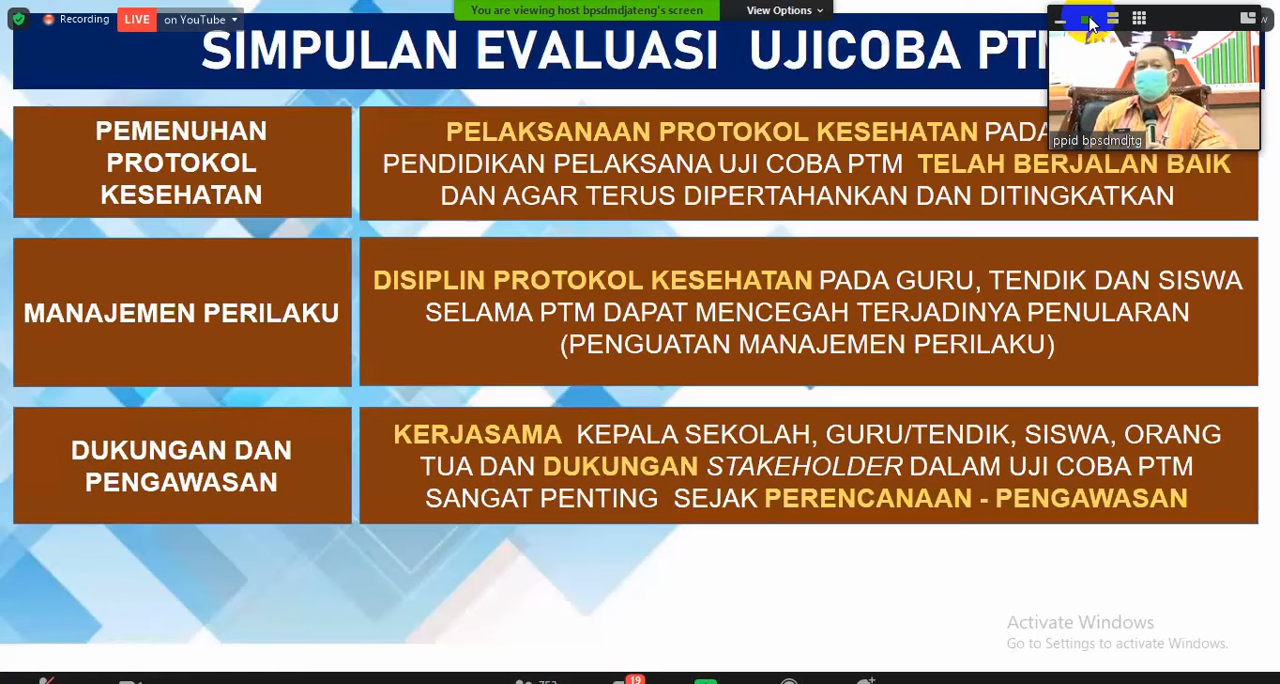 Recording
LIVE on YouTube
You are viewing host bpsdmdjateng's screen
View Options
SIMPULAN EVALUASI UJICOBA PTM
ppid bpsdmdjtg
PEMENUHAN
PROTOKOL
KESEHATAN
PELAKSANAAN PROTOKOL KESEHATAN PADA
PENDIDIKAN PELAKSANA UJI COBA PTM TELAH BERJALAN BAIK
DAN AGAR TERUS DIPERTAHANKAN DAN DITINGKATKAN
MANAJEMEN PERILAKU
DISIPLIN PROTOKOL KESEHATAN PADA GURU, TENDIK DAN SISWA
SELAMA PTM DAPAT MENCEGAH TERJADINYA PENULARAN
(PENGUATAN MANAJEMEN PERILAKU)
DUKUNGAN DAN
PENGAWASAN
KERJASAMA KEPALA SEKOLAH, GURU/TENDIK, SISWA, ORANG
TUA DAN DUKUNGAN STAKEHOLDER DALAM UJI COBA PTM
SANGAT PENTING SEJAK PERENCANAAN - PENGAWASAN
Activate Windows
Go to Settings to activate Windows.
19